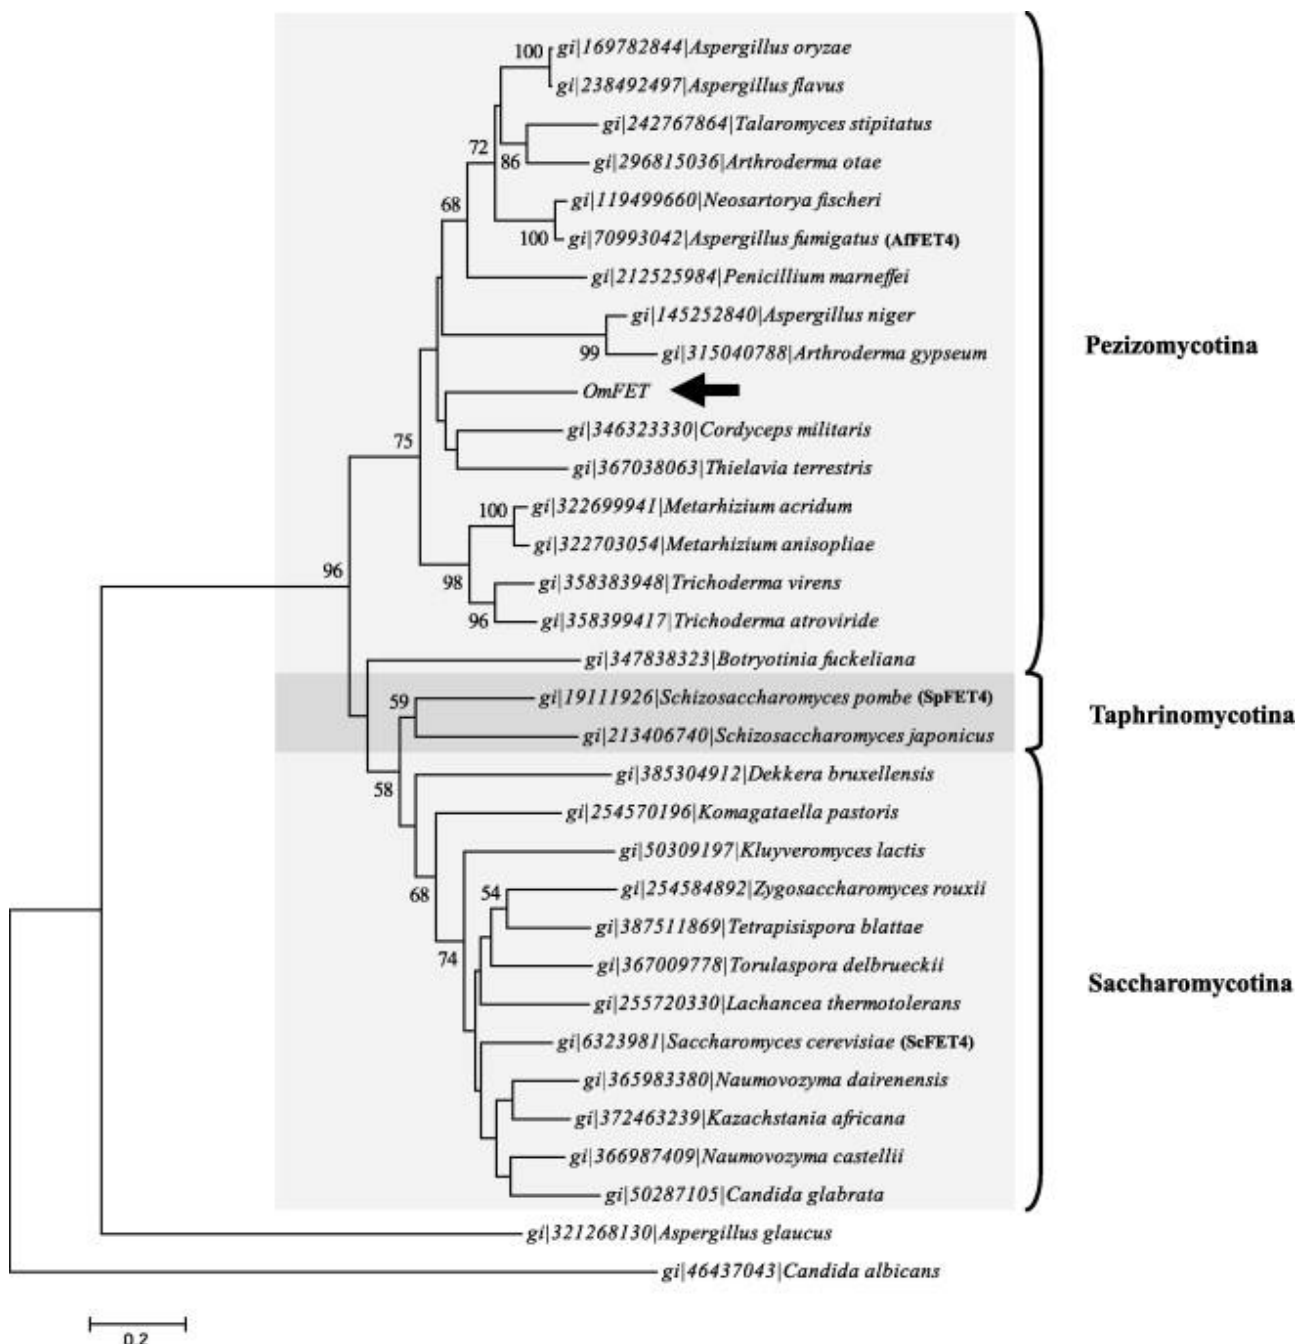 100 gi|169782844|Aspergillus oryzae
gi|238492497|Aspergillus flavus
gi|242767864|Talaromyces stipitatus
72
86 gi|296815036|Arthroderma otae
gi|119499660|Neosartorya fischeri
68
100 gi|70993042|Aspergillus fumigatus (AfFET4)
gi|212525984|Penicillium marneffei
gi|145252840|Aspergillus niger
99 gi|315040788|Arthroderma gypseum
Pezizomycotina
OmFET
gi|346323330|Cordyceps militaris
75
gi|367038063|Thielavia terrestris
100 gi|322699941|Metarhizium acridum
gi|322703054|Metarhizium anisopliae
96
98 gi|358383948|Trichoderma virens
96 gi|358399417|Trichoderma atroviride
gi|347838323|Botryotinia fuckeliana
59 gi|19111926|Schizosaccharomyces pombe (SpFET4)
Taphrinomycotina
gi|213406740|Schizosaccharomyces japonicus
gi|385304912|Dekkera bruxellensis
58
gi|254570196|Komagataella pastoris
gi|50309197|Kluyveromyces lactis
68
54 gi|254584892|Zygosaccharomyces rouxii
gi|387511869|Tetrapisispora blattae
74
gi|367009778|Torulaspora delbrueckii
Saccharomycotina
gi|255720330|Lachancea thermotolerans
gi|6323981|Saccharomyces cerevisiae (ScFET4)
gi|365983380|Naumovozyma dairenensis
gi|372463239|Kazachstania africana
gi|366987409|Naumovozyma castellii
gi|50287105|Candida glabrata
gi|321268130|Aspergillus glaucus
gi|46437043|Candida albicans
0.2